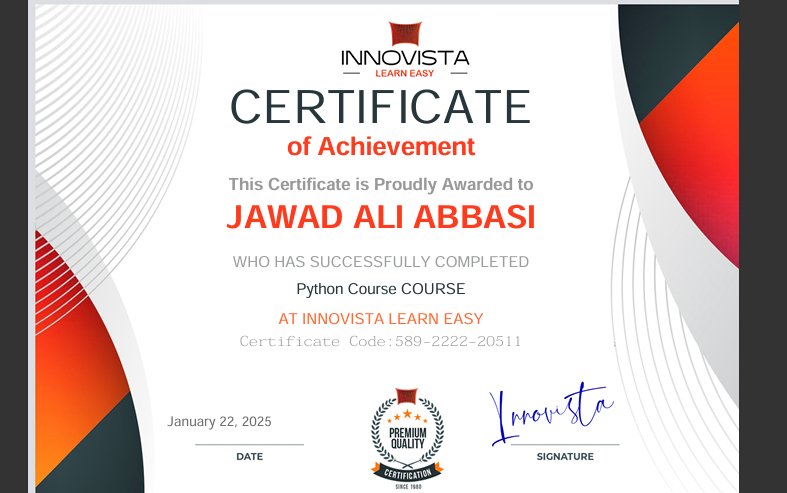 INNOVISTA
LEARN EASY
CERTIFICATE
of Achievement
This Certificate is Proudly Awarded to
JAWAD ALI ABBASI
WHO HAS SUCCESSFULLY COMPLETED
Python Course COURSE
AT INNOVISTA LEARN EASY
Certificate Code:589-2222-20511
January 22, 2025
DATE
PREMIUM
QUALITY
CERTIFICATION
SINCE 1980
Innovista
SIGNATURE